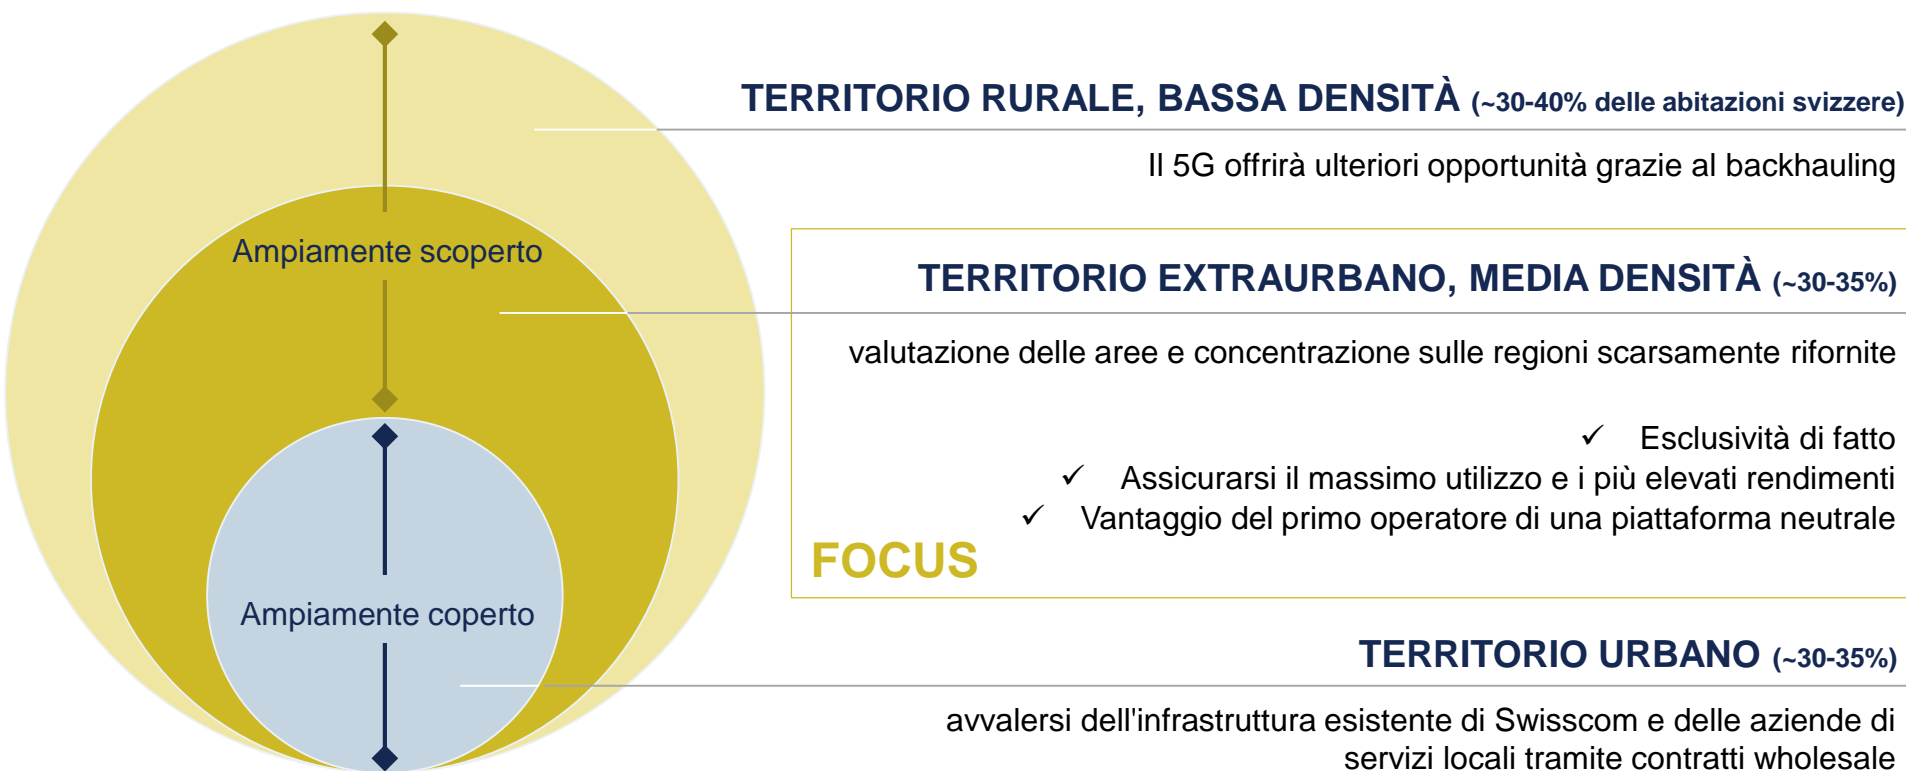 TERRITORIO RURALE, BASSA DENSITÀ (~30-40% delle abitazioni svizzere)
Il 5G offrirà ulteriori opportunità grazie al backhauling
Ampiamente scoperto
TERRITORIO EXTRAURBANO, MEDIA DENSITÀ (~30-35%)
valutazione delle aree e concentrazione sulle regioni scarsamente rifornite
✓ Esclusività di fatto
✓ Assicurarsi il massimo utilizzo e i più elevati rendimenti
✓ Vantaggio del primo operatore di una piattaforma neutrale
FOCUS
Ampiamente coperto
TERRITORIO URBANO (~30-35%)
avvalersi dell'infrastruttura esistente di Swisscom e delle aziende di
servizi locali tramite contratti wholesale